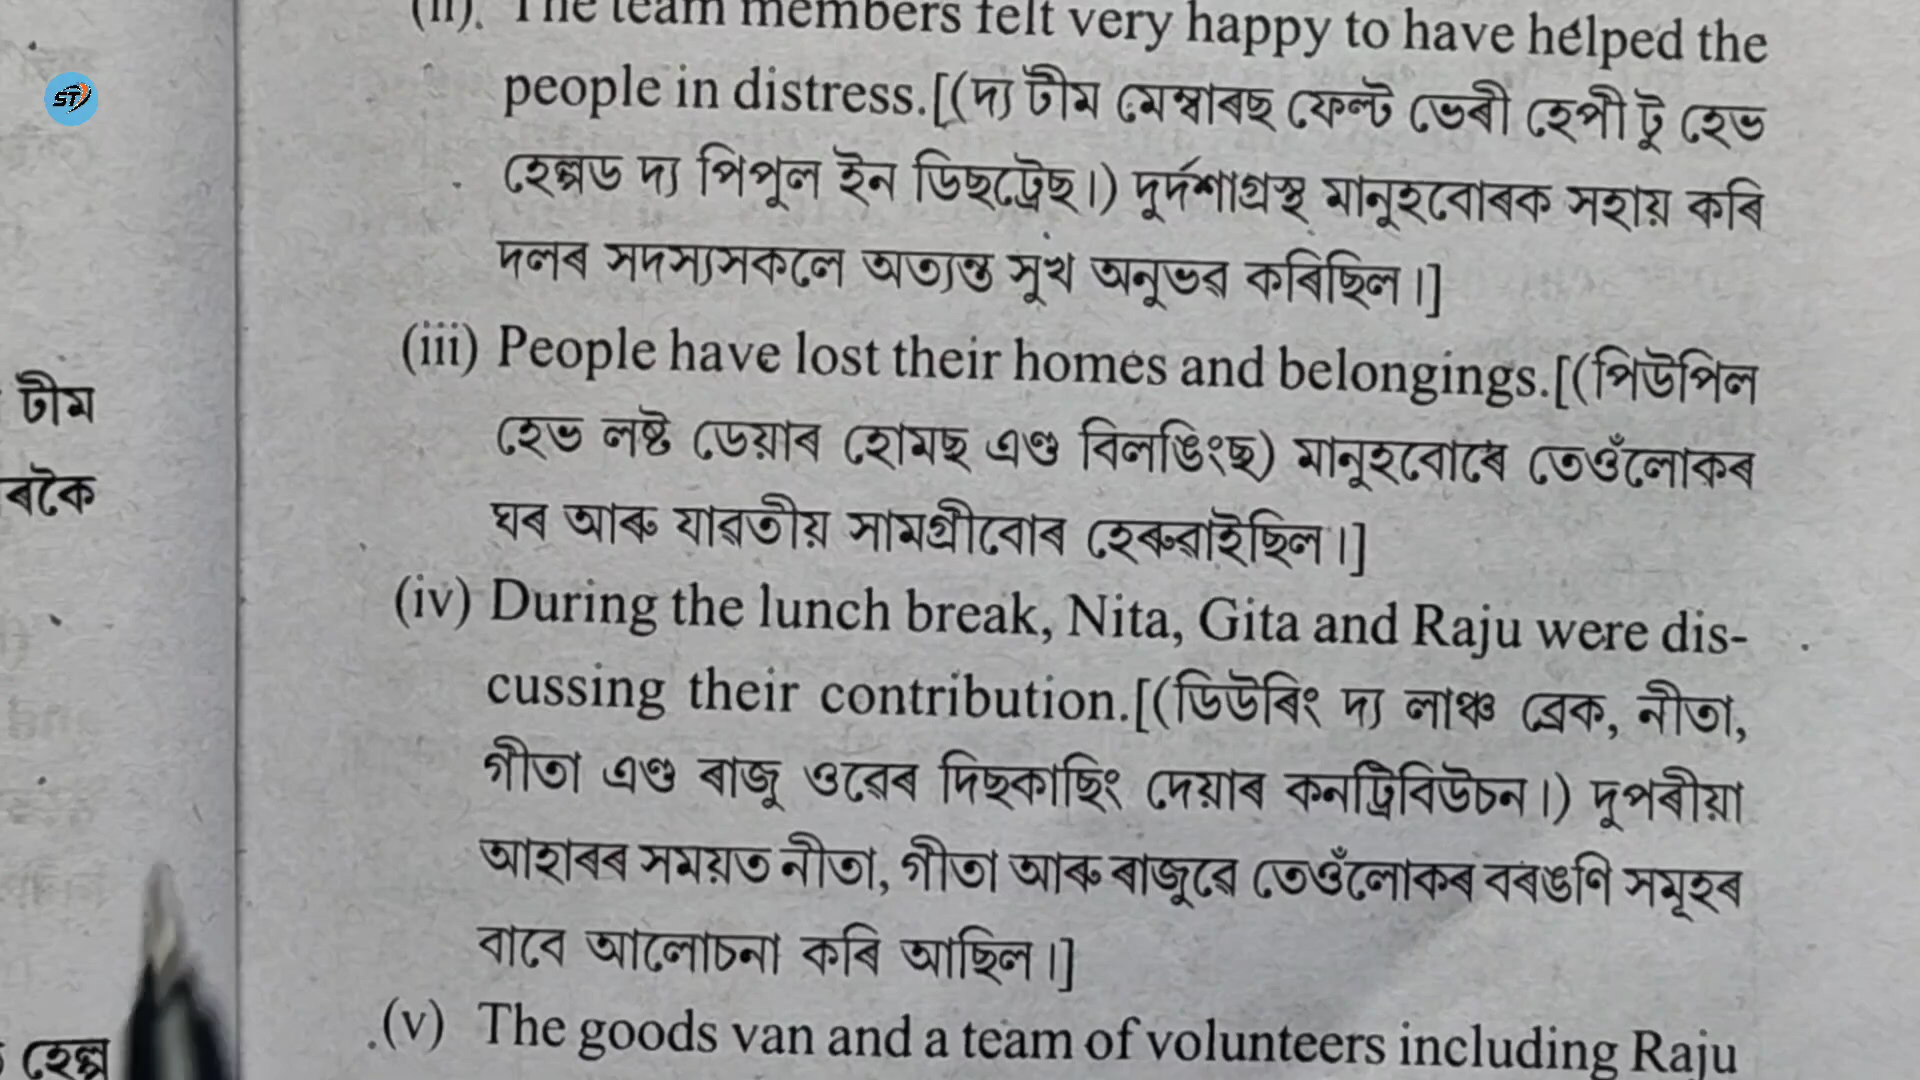 ST
(ii). The team members felt very happy to have helped the
people in distress.[(দ্য টীম মেম্বাৰছ ফেল্ট ভেৰী হেপী টু হেভ
হেল্পড দ্য পিপুল ইন ডিছট্ৰেছ।) দুৰ্দশাগ্ৰস্থ মানুহবোৰক সহায় কৰি
দলৰ সদস্যসকলে অত্যন্ত সুখ অনুভৱ কৰিছিল।]
(iii) People have lost their homes and belongings.[(পিউপিল
হেভ লষ্ট ডেয়াৰ হোমছ এণ্ড বিলঙিংছ) মানুহবোৰে তেওঁলোকৰ
ঘৰ আৰু যাৱতীয় সামগ্ৰীবোৰ হেৰুৱাইছিল।]
(iv) During the lunch break, Nita, Gita and Raju were dis-
cussing their contribution.[(ডিউৰিং দ্য লাঞ্চ ব্ৰেক, নীতা,
গীতা এণ্ড ৰাজু ওৱেৰ দিছকাছিং দেয়াৰ কনট্ৰিবিউচন।) দুপৰীয়া
আহাৰৰ সময়ত নীতা, গীতা আৰু ৰাজুৱে তেওঁলোকৰ বৰঙণি সমূহৰ
বাবে আলোচনা কৰি আছিল।]
(v) The goods van and a team of volunteers including Raju
টীম
ৰকৈ
হেল্প